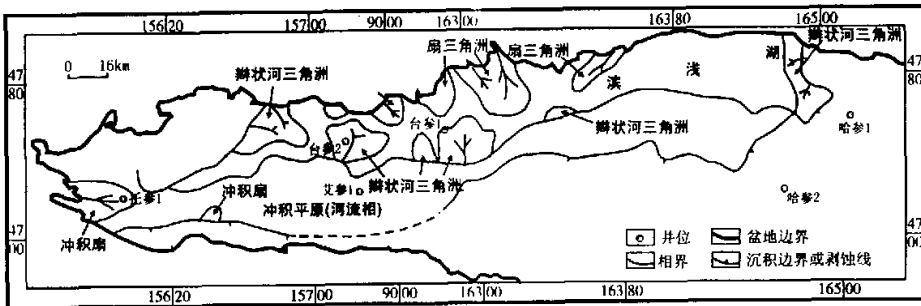 156 20
157 00
90 00
163 00
163 80
165 00
辫状河三角洲
扇三角洲
扇三角洲
湖
47
80
0 16km
辫状河三角洲
滨
浅
47
80
台参1
辫状河三角洲
哈参1
台参2
辫状河三角洲
艾参1
哈参2
冲积扇
冲积平原(河流相)
冲积扇
47
00
井位
盆地边界
47
00
相界
沉积边界或剥蚀线
156 20
157 00
90 00
163 00
163 80
165 00